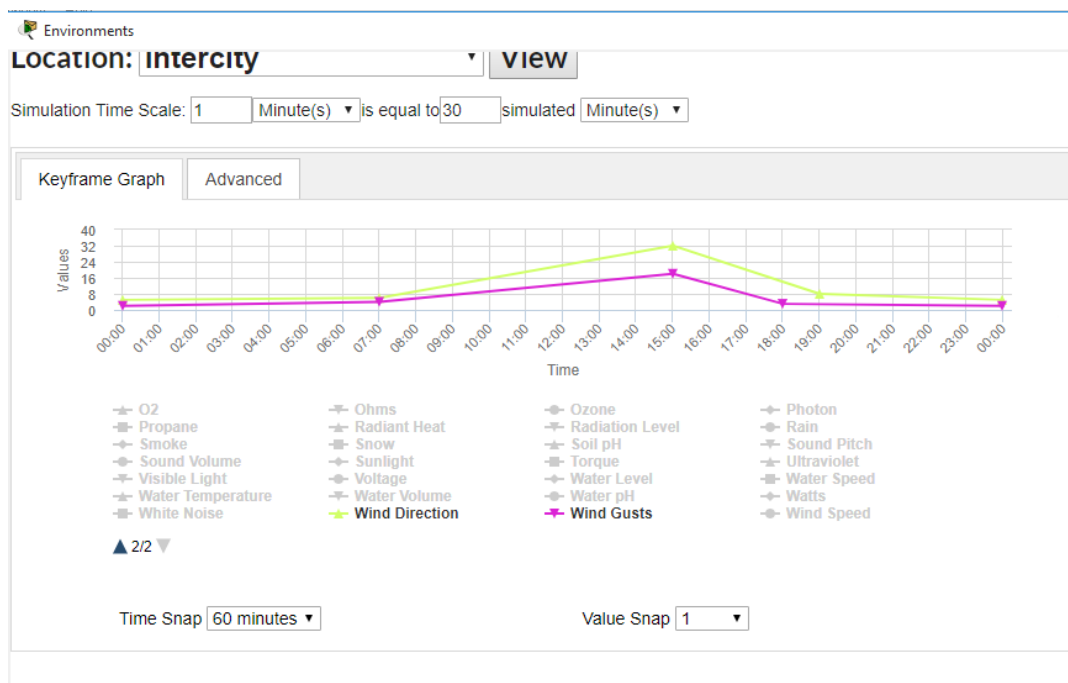 Environments
Location: Intercity View
Simulation Time Scale: 1 Minute(s) is equal to 30 simulated Minute(s)
Keyframe Graph Advanced
40
32
24
16
8
0
Values
00:00 01:00 02:00 03:00 04:00 05:00 06:00 07:00 08:00 09:00 10:00 11:00 12:00 13:00 14:00 15:00 16:00 17:00 18:00 19:00 20:00 21:00 22:00 23:00 00:00
Time
O2 Ohms Ozone Photon
Propane Radiant Heat Radiation Level Rain
Smoke Snow Soil pH Sound Pitch
Sound Volume Sunlight Torque Ultraviolet
Visible Light Voltage Water Level Water Speed
Water Temperature Water Volume Water pH Watts
White Noise Wind Direction Wind Gusts Wind Speed
2/2
Time Snap 60 minutes Value Snap 1